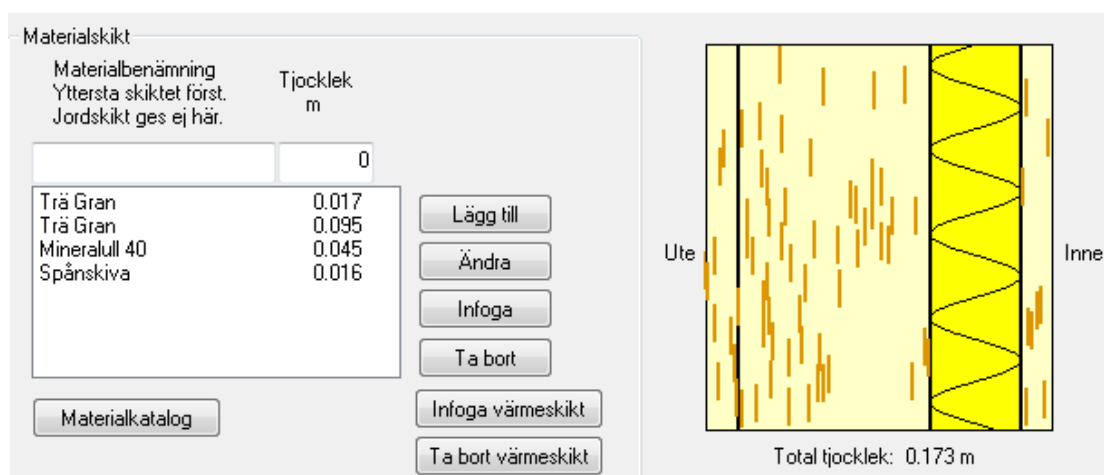 Materialskikt
Materialbenämning
Yttersta skiktet först.
Jordskikt ges ej här.
Tjocklek
m
0
Trä Gran 0.017
Trä Gran 0.095
Mineralull 40 0.045
Spånskiva 0.016
Lägg till
Ändra
Infoga
Ta bort
Infoga värmeskikt
Ta bort värmeskikt
Materialkatalog
Ute
Inne
Total tjocklek: 0.173 m